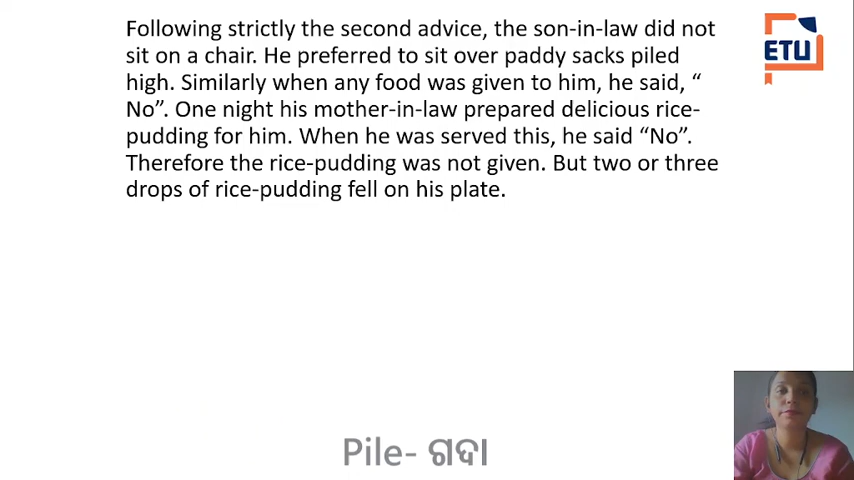 Following strictly the second advice, the son-in-law did not
sit on a chair. He preferred to sit over paddy sacks piled
high. Similarly when any food was given to him, he said, “
No”. One night his mother-in-law prepared delicious rice-
pudding for him. When he was served this, he said “No”.
Therefore the rice-pudding was not given. But two or three
drops of rice-pudding fell on his plate.
ETU
Pile- ଗଦା